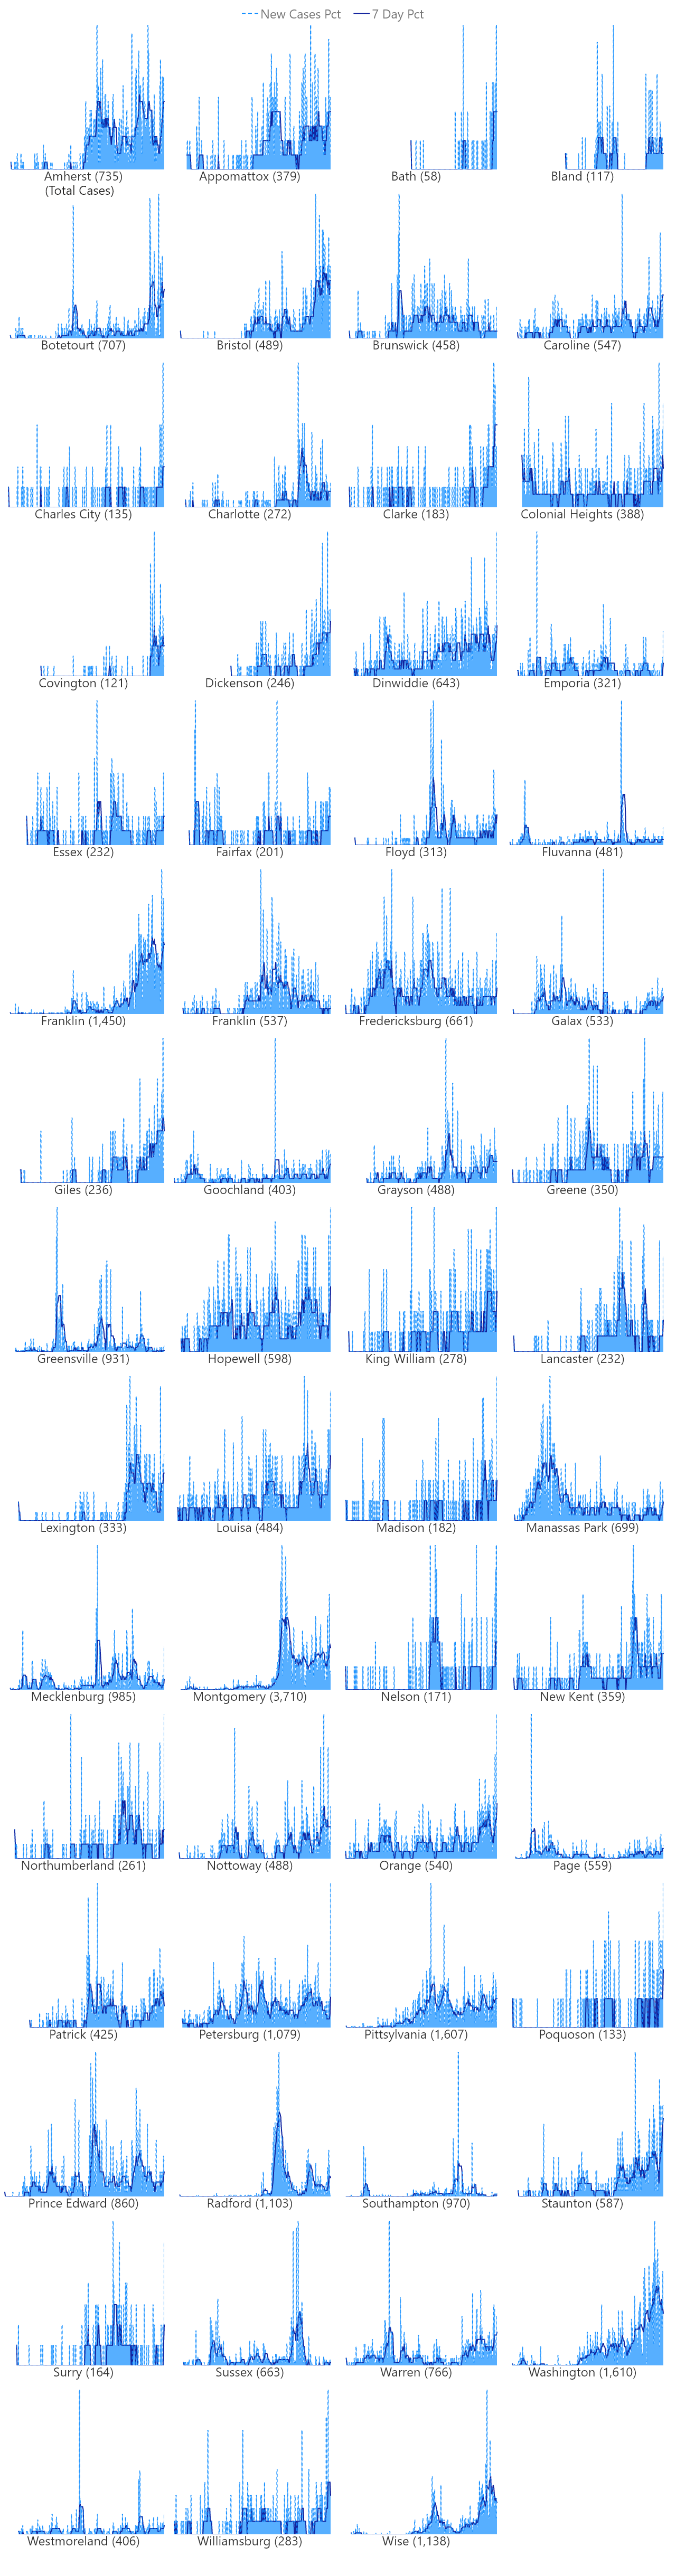 New Cases Pct 7 Day Pct
Amherst (735) Appomattox (379) Bath (58) Bland (117)
(Total Cases)
Botetourt (707) Bristol (489) Brunswick (458) Caroline (547)
Charles City (135) Charlotte (272) Clarke (183) Colonial Heights (388)
Covington (121) Dickenson (246) Dinwiddie (643) Emporia (321)
Essex (232) Fairfax (201) Floyd (313) Fluvanna (481)
Franklin (1,450) Franklin (537) Fredericksburg (661) Galax (533)
Giles (236) Goochland (403) Grayson (488) Greene (350)
Greensville (931) Hopewell (598) King William (278) Lancaster (232)
Lexington (333) Louisa (484) Madison (182) Manassas Park (699)
Mecklenburg (985) Montgomery (3,710) Nelson (171) New Kent (359)
Northumberland (261) Nottoway (488) Orange (540) Page (559)
Patrick (425) Petersburg (1,079) Pittsylvania (1,607) Poquoson (133)
Prince Edward (860) Radford (1,103) Southampton (970) Staunton (587)
Surry (164) Sussex (663) Warren (766) Washington (1,610)
Westmoreland (406) Williamsburg (283) Wise (1,138)